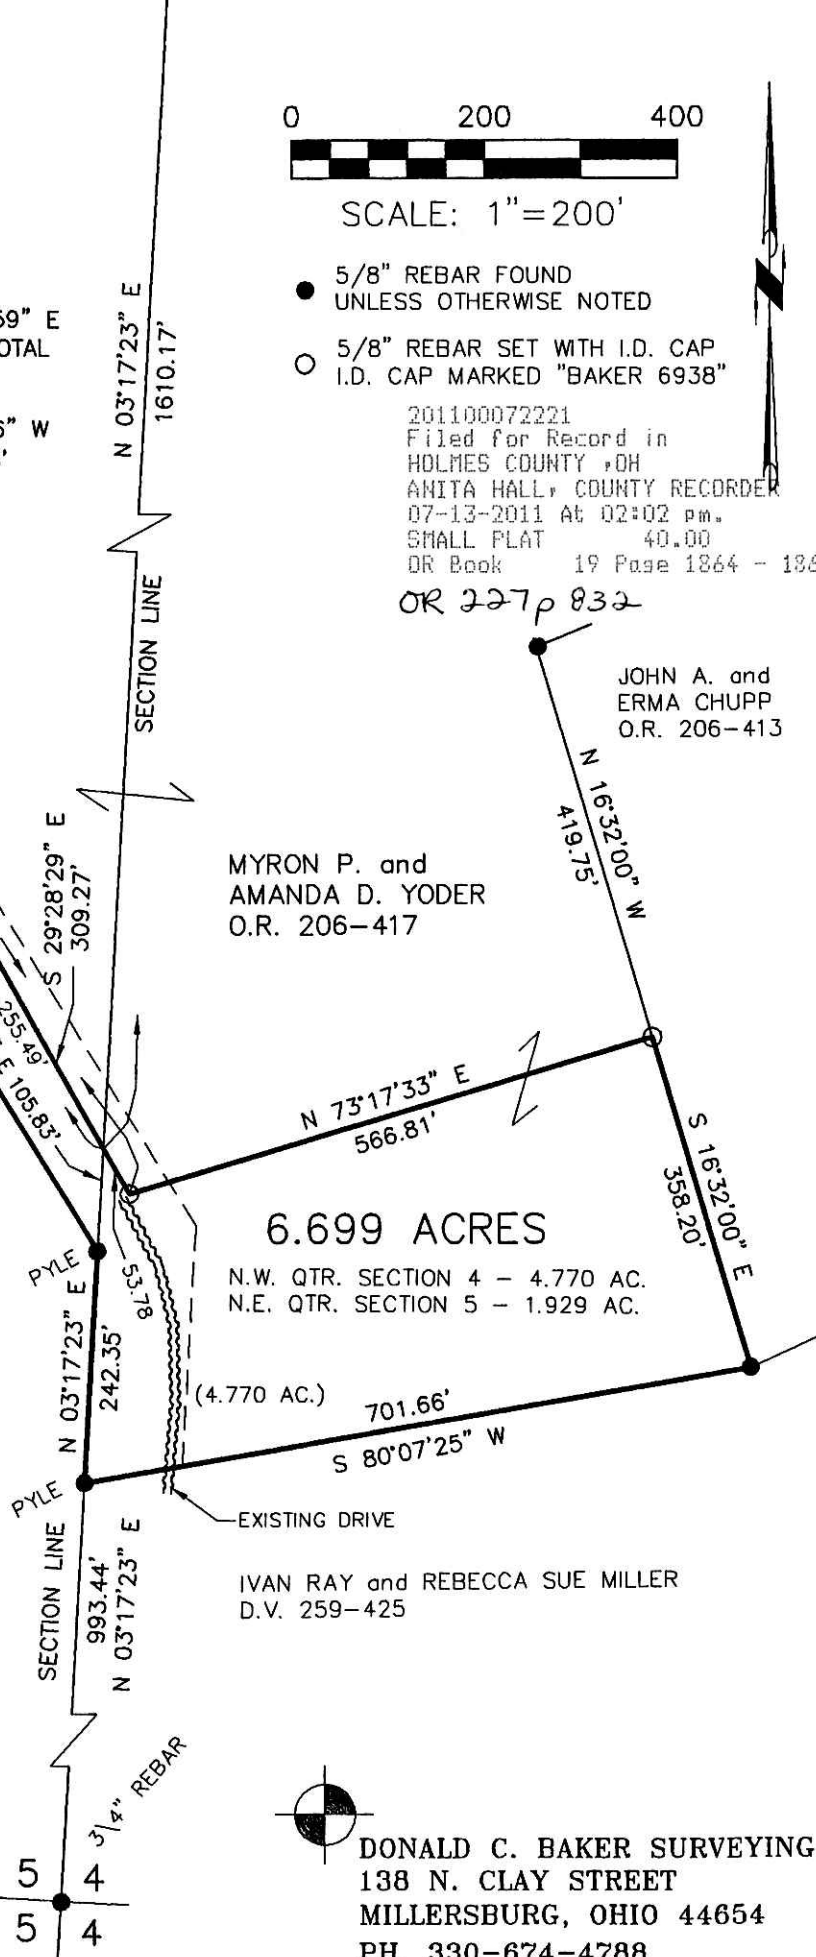 0 200 400
SCALE: 1"=200'
5/8" REBAR FOUND
UNLESS OTHERWISE NOTED
5/8" REBAR SET WITH I.D. CAP
I.D. CAP MARKED "BAKER 6938"
201100072221
Filed for Record in
HOLMES COUNTY ,OH
ANITA HALL, COUNTY RECORDER
07-13-2011 At 02:02 pm.
SMALL PLAT 40.00
OR Book 19 Page 1864 -
OR 227 p 832
59" E
OTAL
6" W
N 03°17'23" E
1610.17'
SECTION LINE
JOHN A. and
ERMA CHUPP
O.R. 206-413
N 16°32'00" W
419.75'
MYRON P. and
AMANDA D. YODER
O.R. 206-417
S 29°28'29" E
309.27'
255.49'
E 105.83'
N 73°17'33" E
566.81'
S 16°32'00" E
358.20'
6.699 ACRES
N.W. QTR. SECTION 4 - 4.770 AC.
N.E. QTR. SECTION 5 - 1.929 AC.
PYLE
53.78
N 03°17'23" E
242.35'
(4.770 AC.)
701.66'
S 80°07'25" W
PYLE
EXISTING DRIVE
SECTION LINE
993.44'
N 03°17'23" E
IVAN RAY and REBECCA SUE MILLER
D.V. 259-425
3/4" REBAR
5 4
5 4
DONALD C. BAKER SURVEYING
138 N. CLAY STREET
MILLERSBURG, OHIO 44654
PH. 330-674-4788